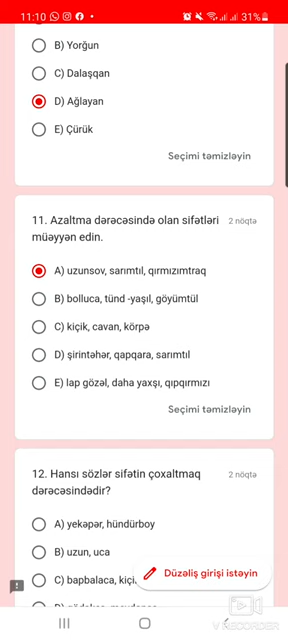 11:10
31%
B) Yorğun
C) Dalaşqan
D) Ağlayan
E) Çürük
Seçimi təmizləyin
11. Azaltma dərəcəsində olan sifətləri 2 nöqtə
müəyyən edin.
A) uzunsov, sarımtıl, qırmızımtraq
B) bolluca, tünd -yaşıl, göyümtül
C) kiçik, cavan, körpə
D) şirintəhər, qapqara, sarımtıl
E) lap gözəl, daha yaxşı, qıpqırmızı
Seçimi təmizləyin
12. Hansı sözlər sifətin çoxaltmaq 2 nöqtə
dərəcəsindədir?
A) yekəpər, hündürboy
B) uzun, uca
C) bapbalaca, kiçi
Düzəliş girişi istəyin
RECORDER